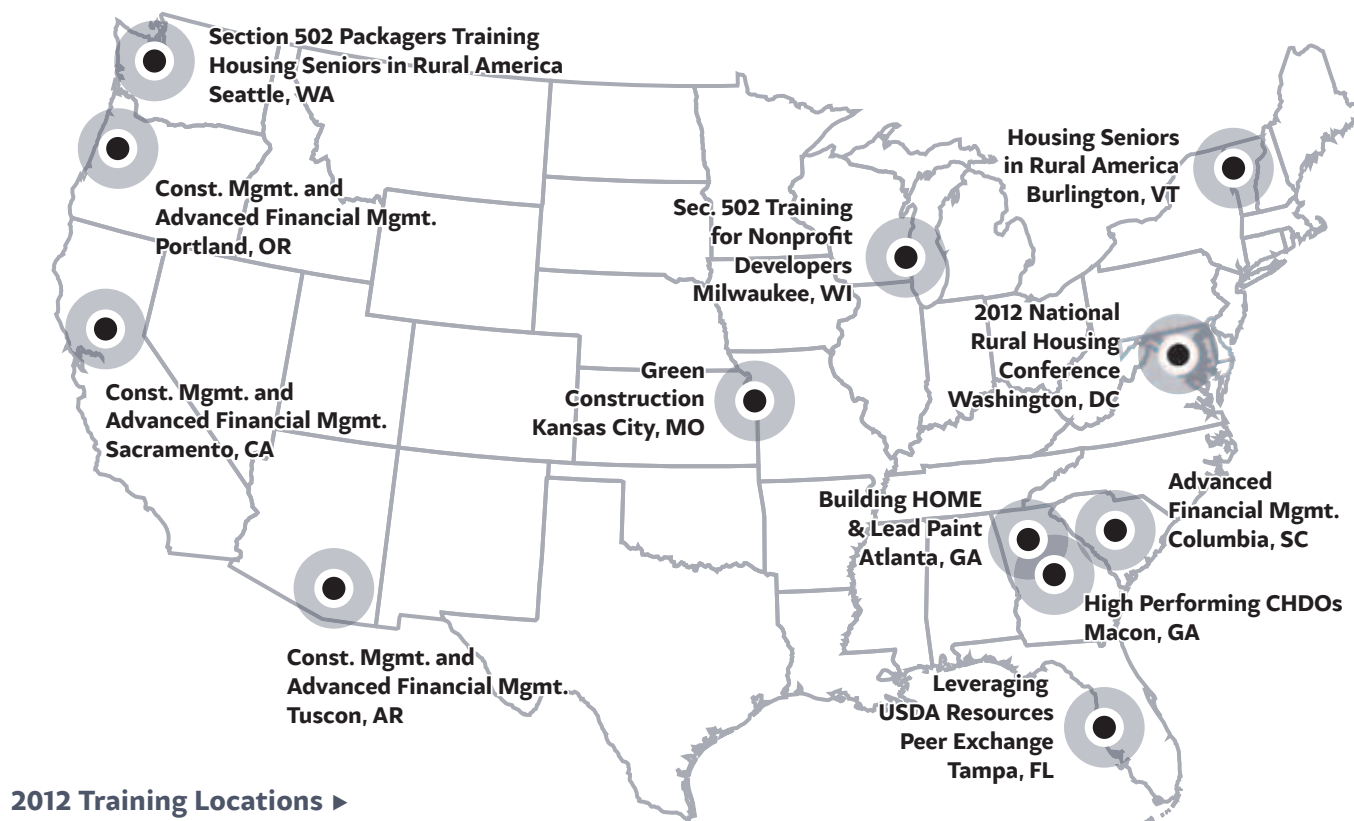 Section 502 Packagers Training
Housing Seniors in Rural America
Seattle, WA
Const. Mgmt. and
Advanced Financial Mgmt.
Portland, OR
Const. Mgmt. and
Advanced Financial Mgmt.
Sacramento, CA
Const. Mgmt. and
Advanced Financial Mgmt.
Tuscon, AR
Sec. 502 Training
for Nonprofit
Developers
Milwaukee, WI
Green
Construction
Kansas City, MO
Housing Seniors
in Rural America
Burlington, VT
2012 National
Rural Housing
Conference
Washington, DC
Building HOME
& Lead Paint
Atlanta, GA
Advanced
Financial Mgmt.
Columbia, SC
High Performing CHDOs
Macon, GA
Leveraging
USDA Resources
Peer Exchange
Tampa, FL
2012 Training Locations ►